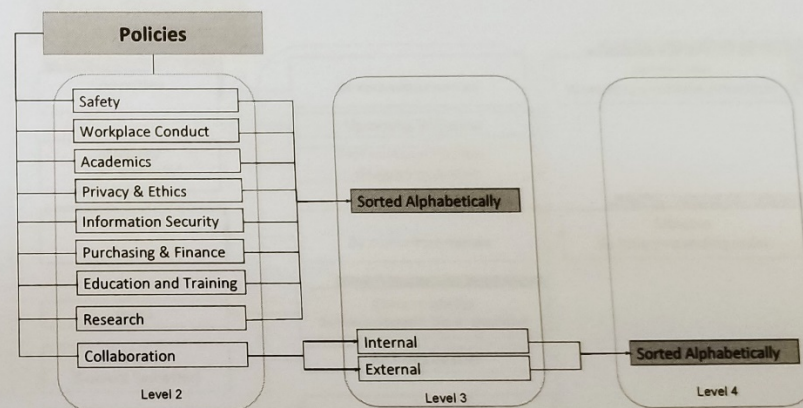 Policies
Safety
Workplace Conduct
Academics
Privacy & Ethics
Information Security
Purchasing & Finance
Education and Training
Research
Collaboration
Level 2
Sorted Alphabetically
Internal
External
Level 3
Sorted Alphabetically
Level 4